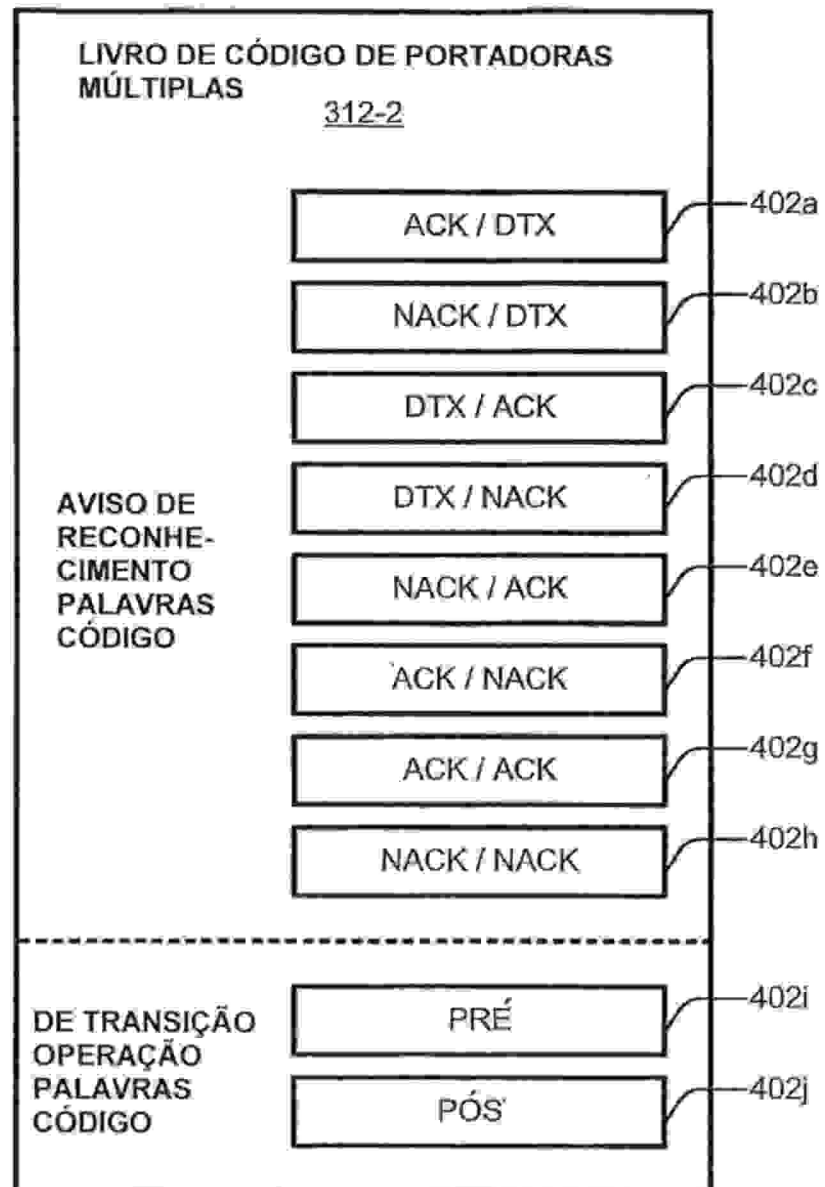 LIVRO DE CÓDIGO DE PORTADORAS
MÚLTIPLAS
312-2
ACK / DTX
402a
NACK / DTX
402b
DTX / ACK
402c
DTX / NACK
402d
NACK / ACK
402e
ACK / NACK
402f
ACK / ACK
402g
NACK / NACK
402h
AVISO DE
RECONHE-
CIMENTO
PALAVRAS
CÓDIGO
PRÉ
402i
PÓS
402j
DE TRANSIÇÃO
OPERAÇÃO
PALAVRAS
CÓDIGO